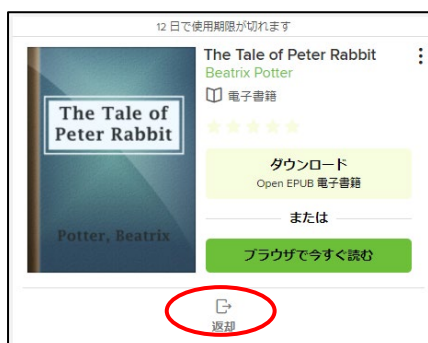 12 日で使用期限が切れます
The Tale of Peter Rabbit
Beatrix Potter
電子書籍
The Tale of
Peter Rabbit
Potter, Beatrix
ダウンロード
Open EPUB 電子書籍
または
ブラウザで今すぐ読む
返却